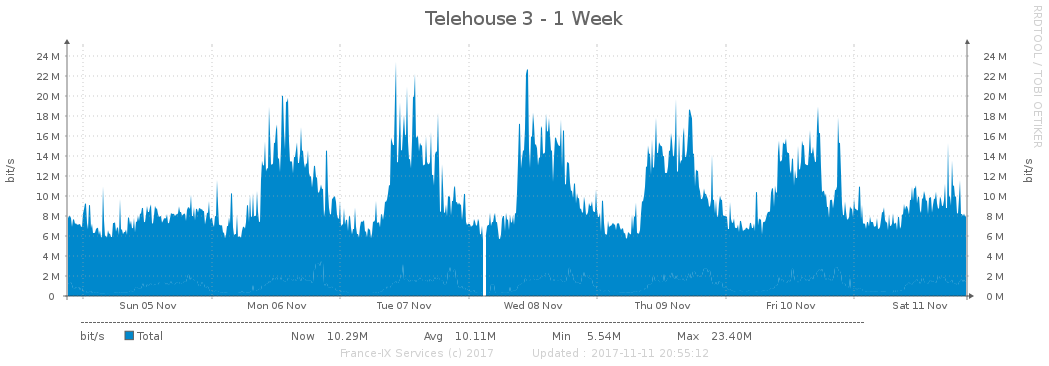 Telehouse 3 - 1 Week
RRDTOOL / TOBI OETIKER
24 M 24 M
22 M 22 M
20 M 20 M
18 M 18 M
16 M 16 M
14 M 14 M
12 M 12 M
10 M 10 M
8 M 8 M
6 M 6 M
4 M 4 M
2 M 2 M
0 0 M
bit/s
bit/s
Sun 05 Nov Mon 06 Nov Tue 07 Nov Wed 08 Nov Thu 09 Nov Fri 10 Nov Sat 11 Nov
bit/s Total Now 10.29M Avg 10.11M Min 5.54M Max 23.40M
France-IX Services (c) 2017 Updated : 2017-11-11 20:55:12